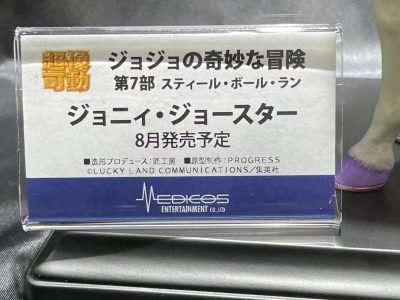 超像可動
ジョジョの奇妙な冒険
第7部 スティール・ボール・ラン
ジョニィ・ジョースター
8月発売予定
■造形プロデュース:匠工房 ■原型制作:PROGRESS
©LUCKY LAND COMMUNICATIONS/集英社
MEDICOS
ENTERTAINMENT CO.,LTD